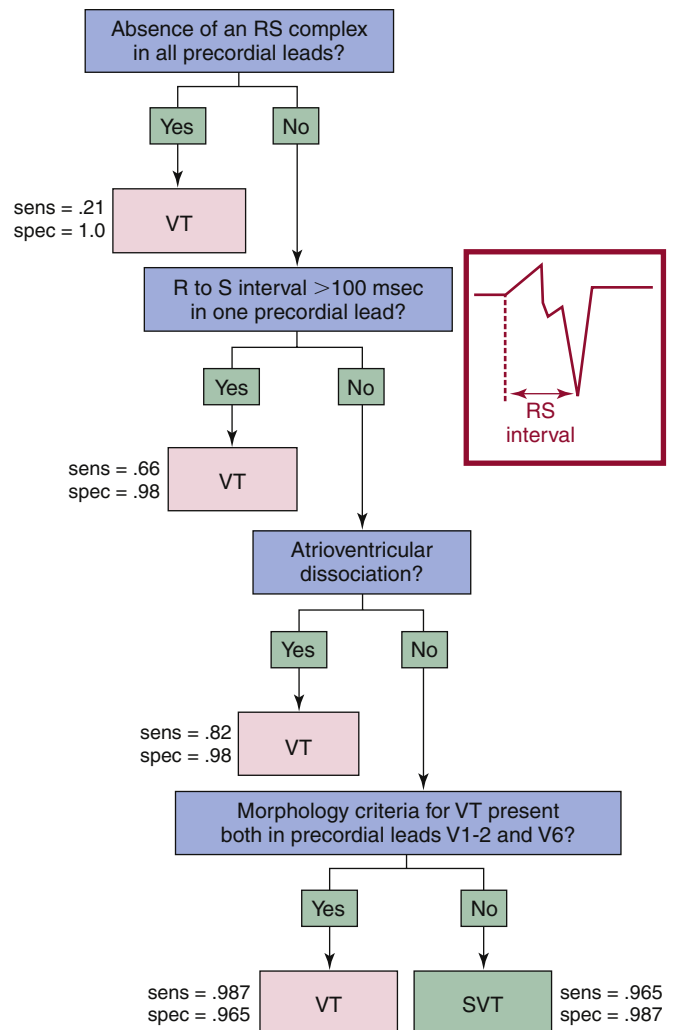 Absence of an RS complex
in all precordial leads?
Yes
No
sens = .21
spec = 1.0
VT
R to S interval >100 msec
in one precordial lead?
RS
interval
Yes
No
sens = .66
spec = .98
VT
Atrioventricular
dissociation?
Yes
No
sens = .82
spec = .98
VT
Morphology criteria for VT present
both in precordial leads V1-2 and V6?
Yes
No
sens = .987
spec = .965
VT
SVT
sens = .965
spec = .987